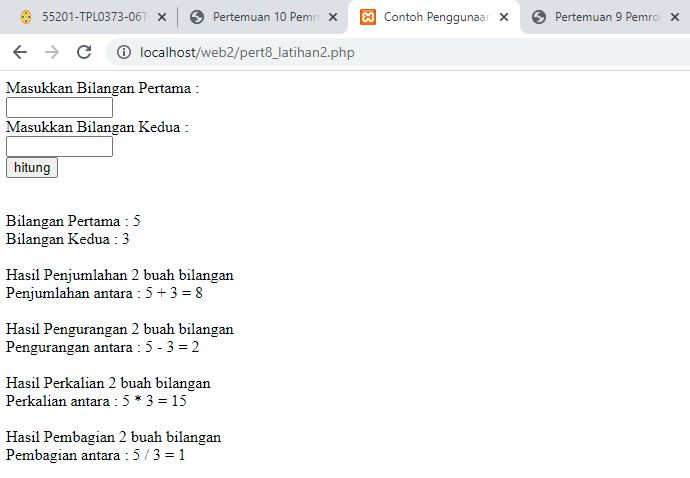 55201-TPL0373-06T
Pertemuan 10 Pemr
Contoh Penggunaan
Pertemuan 9 Pemro
localhost/web2/pert8_latihan2.php
Masukkan Bilangan Pertama :
Masukkan Bilangan Kedua :
hitung
Bilangan Pertama : 5
Bilangan Kedua : 3
Hasil Penjumlahan 2 buah bilangan
Penjumlahan antara : 5 + 3 = 8
Hasil Pengurangan 2 buah bilangan
Pengurangan antara : 5 - 3 = 2
Hasil Perkalian 2 buah bilangan
Perkalian antara : 5 * 3 = 15
Hasil Pembagian 2 buah bilangan
Pembagian antara : 5 / 3 = 1